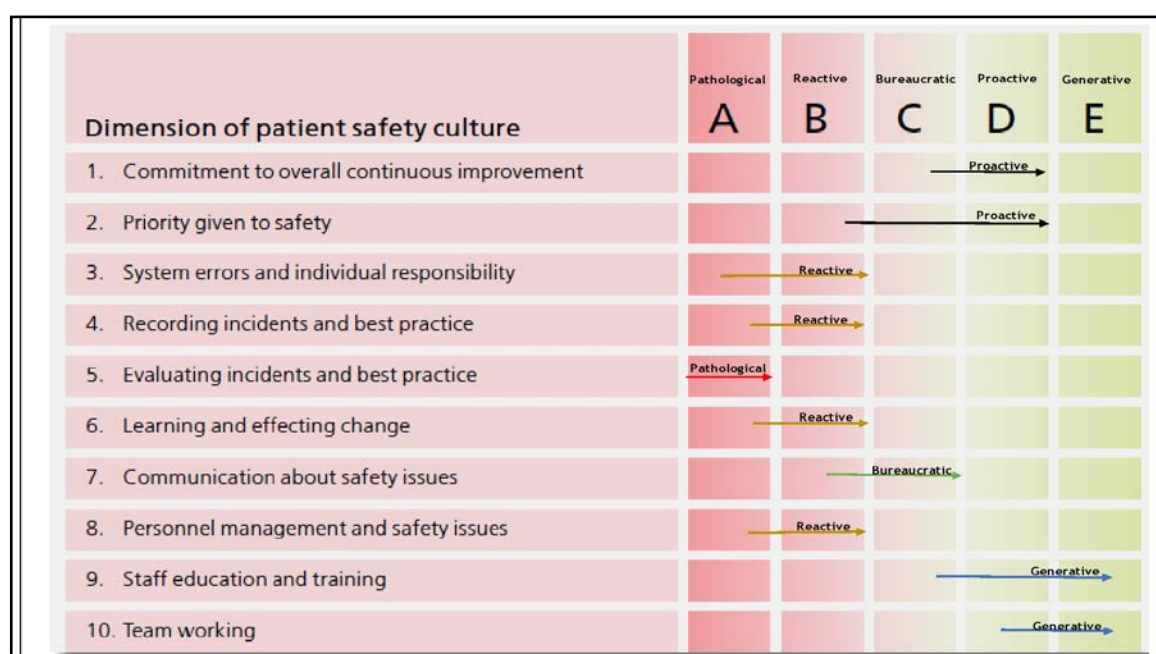 Pathological Reactive Bureaucratic Proactive Generative
Dimension of patient safety culture A B C D E
1. Commitment to overall continuous improvement Proactive
2. Priority given to safety Proactive
3. System errors and individual responsibility Reactive
4. Recording incidents and best practice Reactive
5. Evaluating incidents and best practice Pathological
6. Learning and effecting change Reactive
7. Communication about safety issues Bureaucratic
8. Personnel management and safety issues Reactive
9. Staff education and training Generative
10. Team working Generative